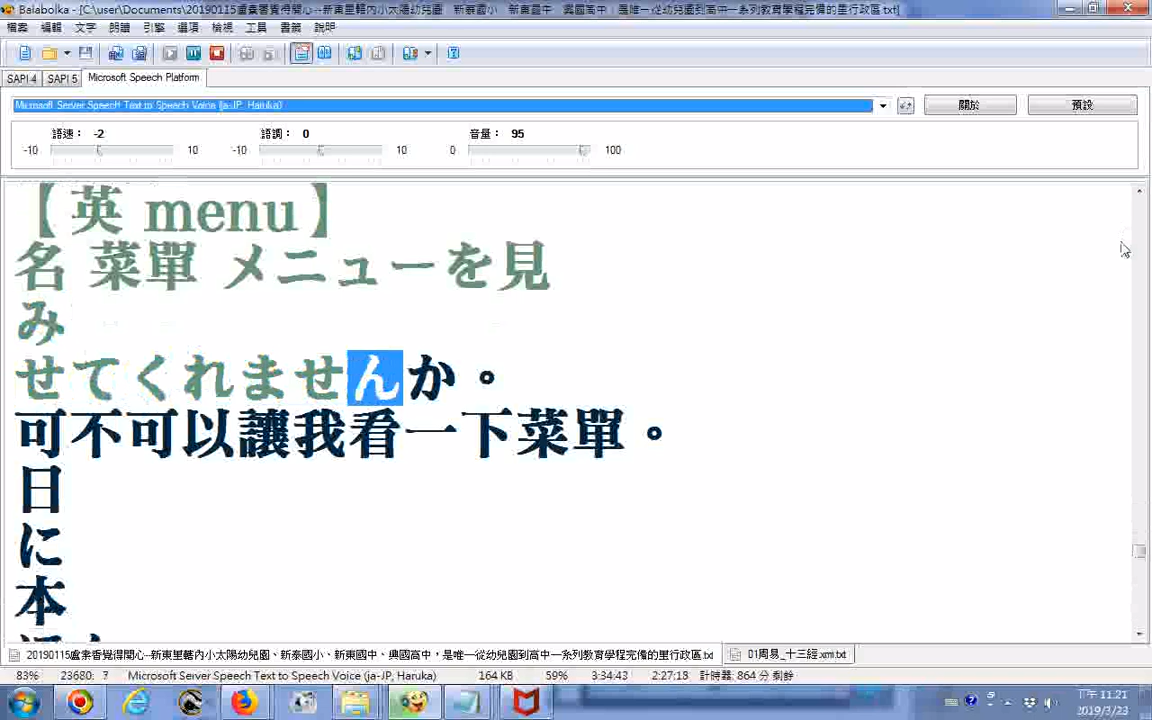 Balabolka - [C:\user\Documents\20190115盧彙香覺得開心--新東里轄內小太陽幼兒園 新泰國小 新東國中 興國高中，是唯一從幼兒園到高中一系列教育學程完備的里行政區.txt]
檔案 編輯 文字 朗讀 引擎 選項 檢視 工具 書籤 說明
SAPI 4 SAPI 5 Microsoft Speech Platform
Microsoft Server Speech Text to Speech Voice (ja-JP, Haruka) 關於 預設
語速： -2 語調： 0 音量： 95
-10 10 -10 10 0 100
【英 menu】
名 菜單 メニューを見
み
せてくれませんか。
可不可以讓我看一下菜單。
日
に
本
20190115盧彙香覺得開心--新東里轄內小太陽幼兒園、新泰國小、新東國中、興國高中，是唯一從幼兒園到高中一系列教育學程完備的里行政區.txt 01周易_十三經.xml.txt
83% 23680: 7 Microsoft Server Speech Text to Speech Voice (ja-JP, Haruka) 164 KB 59% 3:34:43 2:27:18 計時器: 864 分 剩餘
下午 11:21
2019/3/23